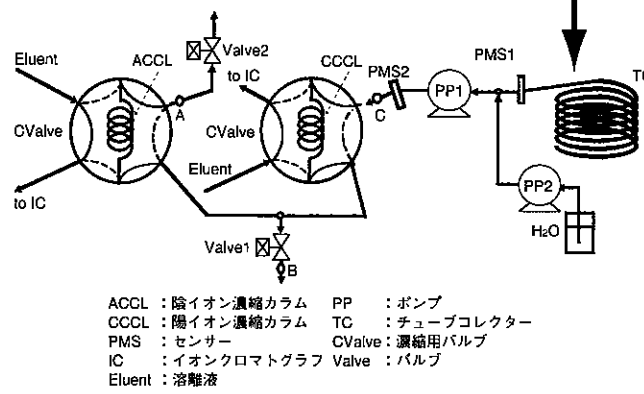 Eluent
ACCL
Valve2
to IC
CCCL
PMS2
PMS1
TC
A
C
PP1
CValve
CValve
Eluent
to IC
PP2
H₂O
Valve1
B
ACCL : 陰イオン濃縮カラム PP : ポンプ
CCCL : 陽イオン濃縮カラム TC : チューブコレクター
PMS : センサー CValve : 濃縮用バルブ
IC : イオンクロマトグラフ Valve : バルブ
Eluent : 溶離液